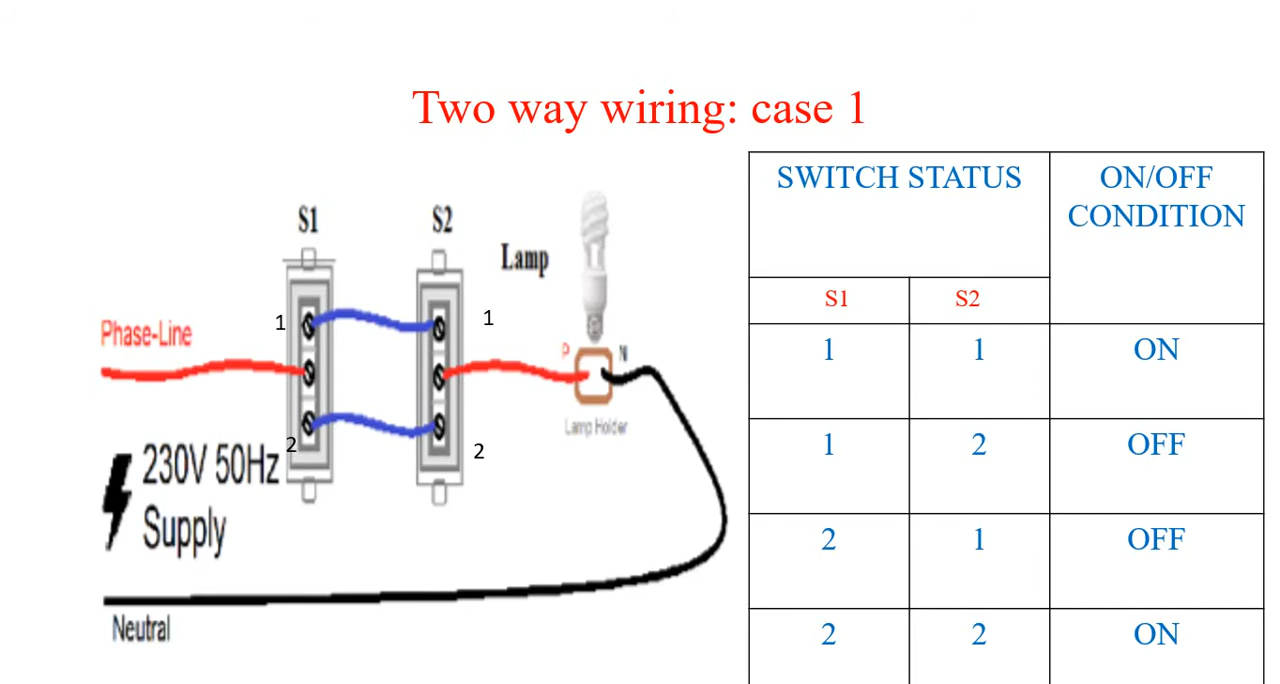 Two way wiring: case 1
S1
S2
Lamp
1
1
Phase-Line
P
N
Lamp Holder
2
2
230V 50Hz
Supply
Neutral
SWITCH STATUS
ON/OFF
CONDITION
S1 S2
1 1 ON
1 2 OFF
2 1 OFF
2 2 ON